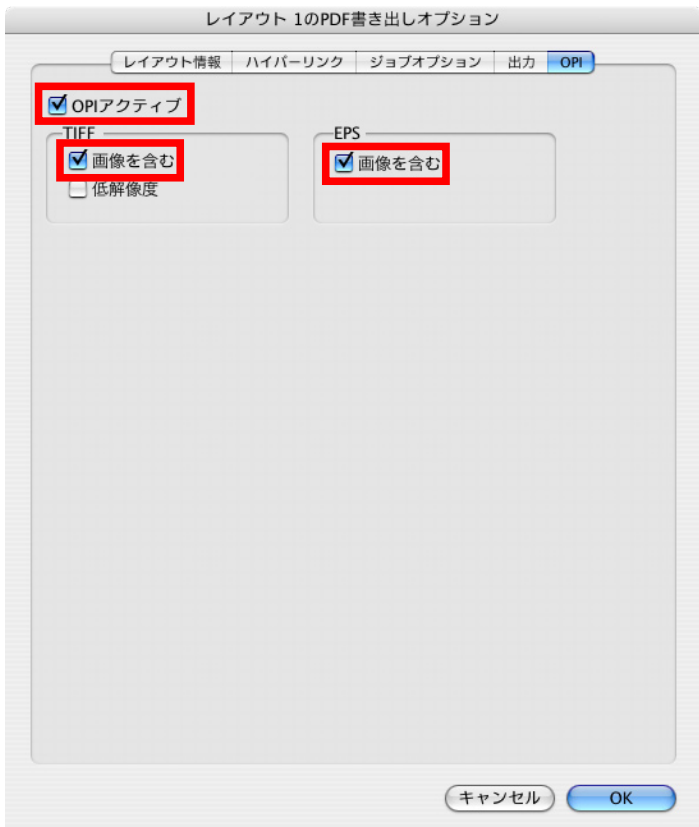 レイアウト 1のPDF書き出しオプション
レイアウト情報 ハイパーリンク ジョブオプション 出力 OPI
OPIアクティブ
TIFF EPS
画像を含む 画像を含む
低解像度
キャンセル OK